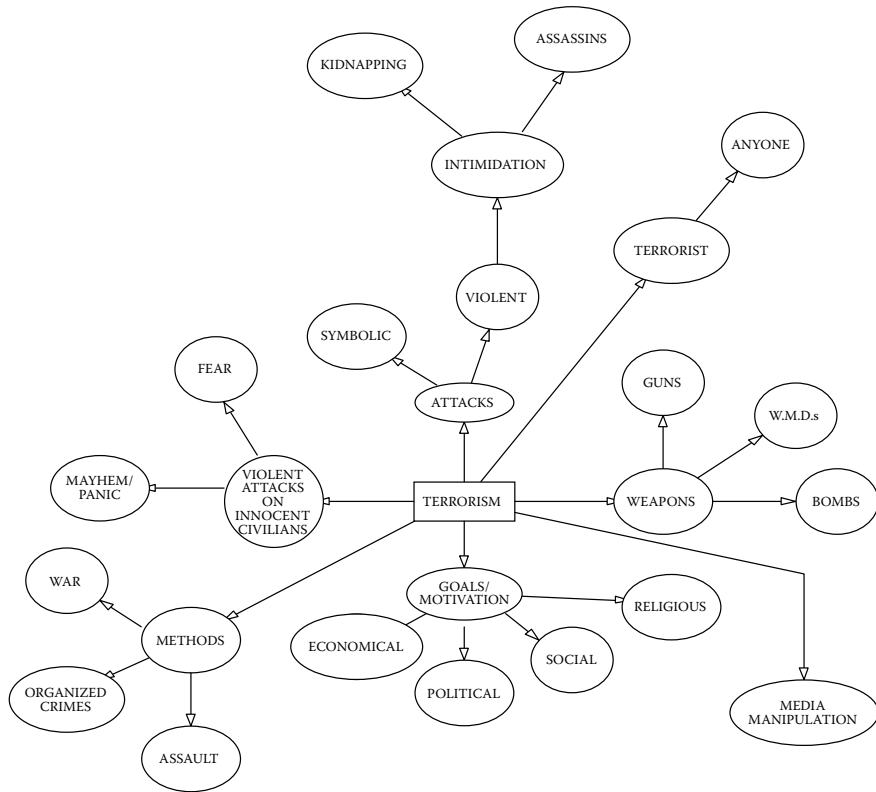 ASSASSINS
KIDNAPPING
ANYONE
INTIMIDATION
TERRORIST
VIOLENT
SYMBOLIC
FEAR
GUNS
ATTACKS
W.M.D.s
MAYHEM/
PANIC
VIOLENT
ATTACKS
ON
INNOCENT
CIVILIANS
TERRORISM
WEAPONS
BOMBS
WAR
GOALS/
MOTIVATION
RELIGIOUS
METHODS
ECONOMICAL
SOCIAL
ORGANIZED
CRIMES
POLITICAL
MEDIA
MANIPULATION
ASSAULT